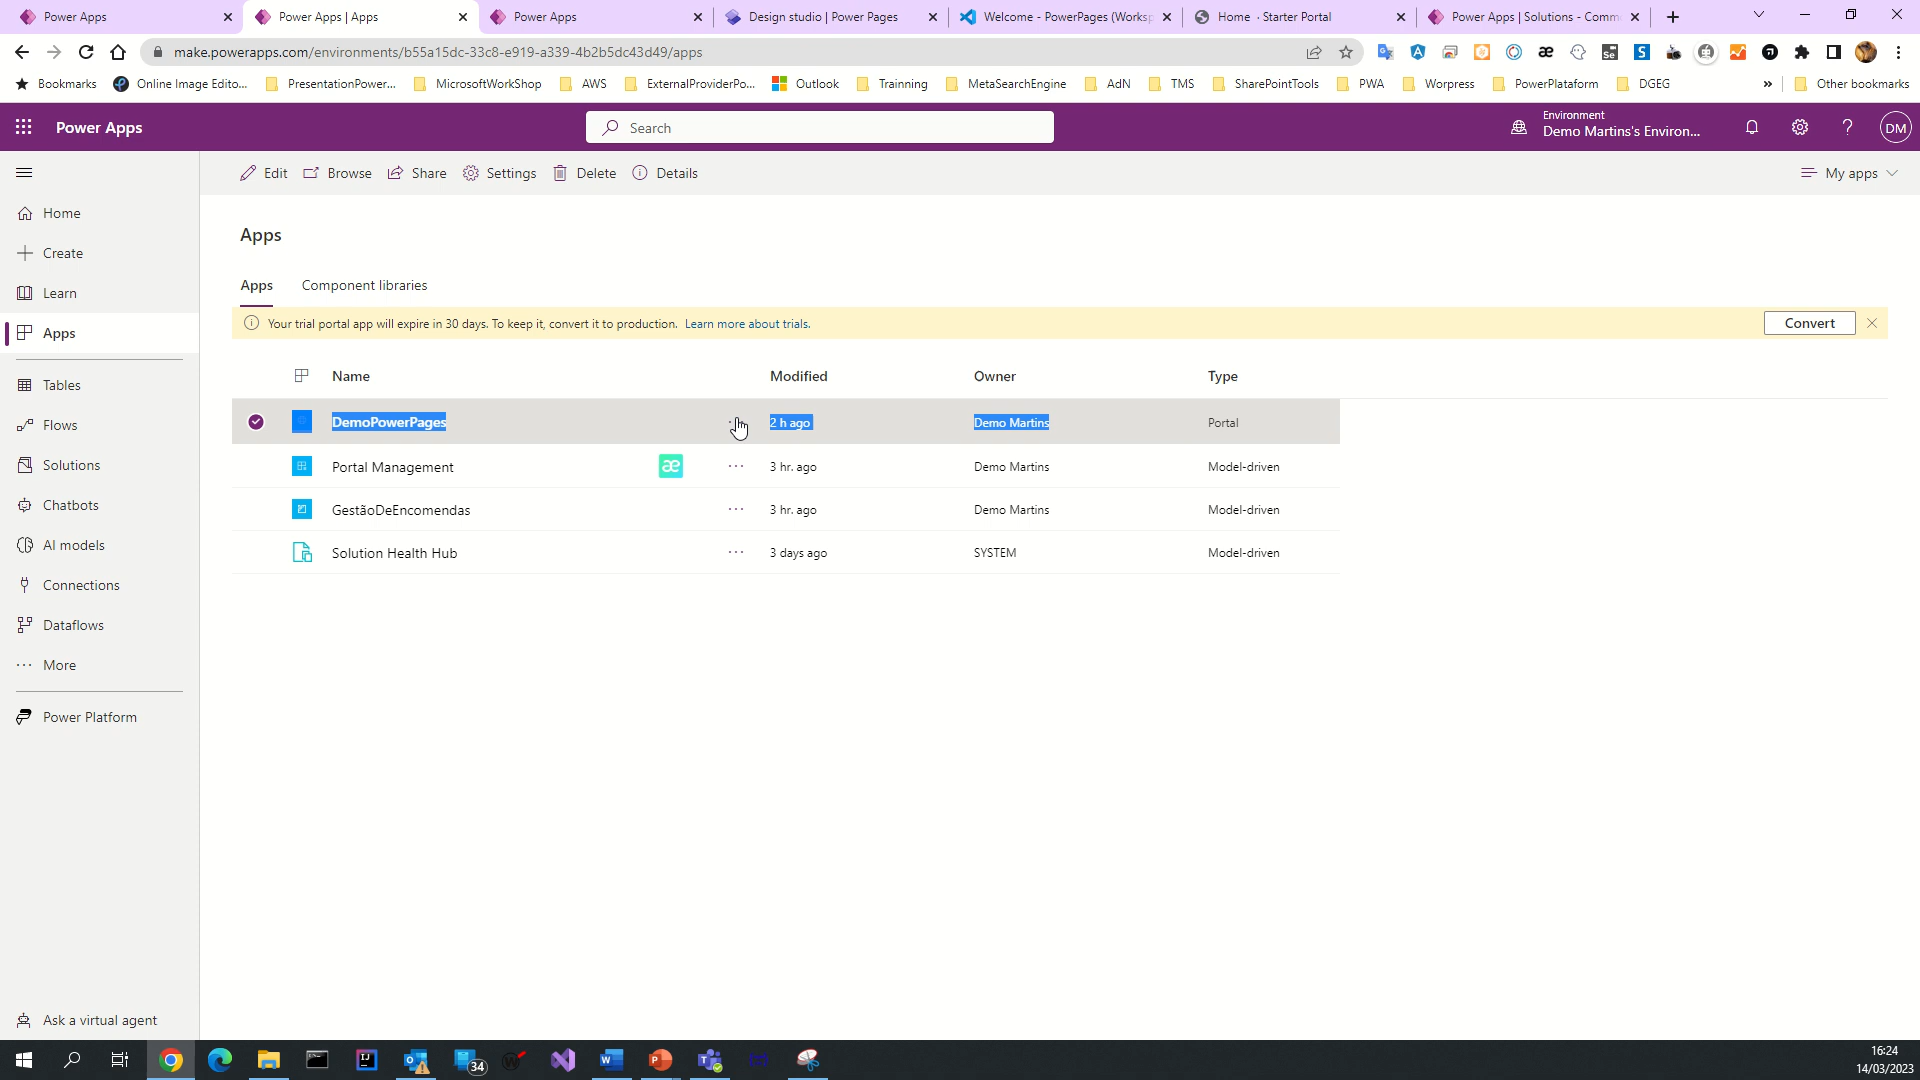 Power Apps
Power Apps | Apps
Power Apps
Design studio | Power Pages
Welcome - PowerPages (Worksp
Home · Starter Portal
Power Apps | Solutions - Comm
make.powerapps.com/environments/b55a15dc-33c8-e919-a339-4b2b5dc43d49/apps
Bookmarks
Online Image Edito...
PresentationPower...
MicrosoftWorkShop
AWS
ExternalProviderPo...
Outlook
Trainning
MetaSearchEngine
AdN
TMS
SharePointTools
PWA
Worpress
PowerPlataform
DGEG
»
Other bookmarks
Power Apps
Search
Environment
Demo Martins's Environ...
DM
Edit
Browse
Share
Settings
Delete
Details
My apps
Home
Create
Learn
Apps
Tables
Flows
Solutions
Chatbots
AI models
Connections
Dataflows
More
Power Platform
Ask a virtual agent
Apps
Apps
Component libraries
Your trial portal app will expire in 30 days. To keep it, convert it to production. Learn more about trials.
Convert
Name Modified Owner Type
DemoPowerPages 2 h ago Demo Martins Portal
Portal Management æ ··· 3 hr. ago Demo Martins Model-driven
GestãoDeEncomendas ··· 3 hr. ago Demo Martins Model-driven
Solution Health Hub ··· 3 days ago SYSTEM Model-driven
34
16:24
14/03/2023